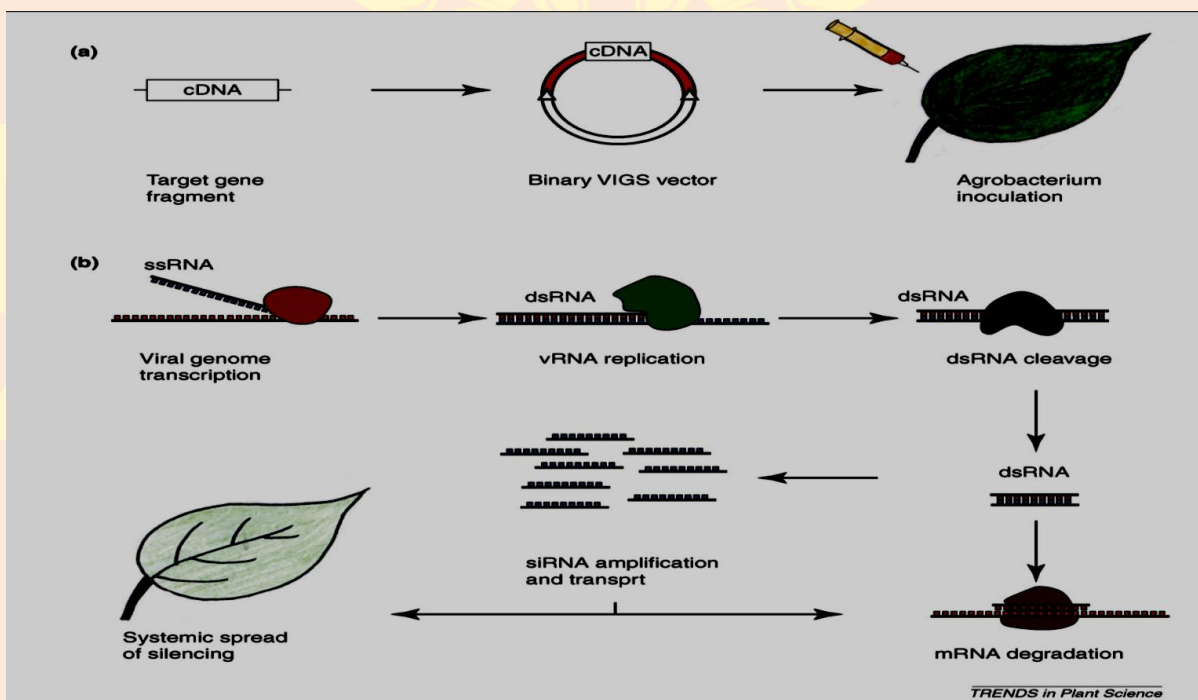 (a)
cDNA
cDNA
Target gene
fragment
Binary VIGS vector
Agrobacterium
inoculation
(b)
ssRNA
dsRNA
dsRNA
Viral genome
transcription
vRNA replication
dsRNA cleavage
dsRNA
siRNA amplification
and transprt
Systemic spread
of silencing
mRNA degradation
TRENDS in Plant Science